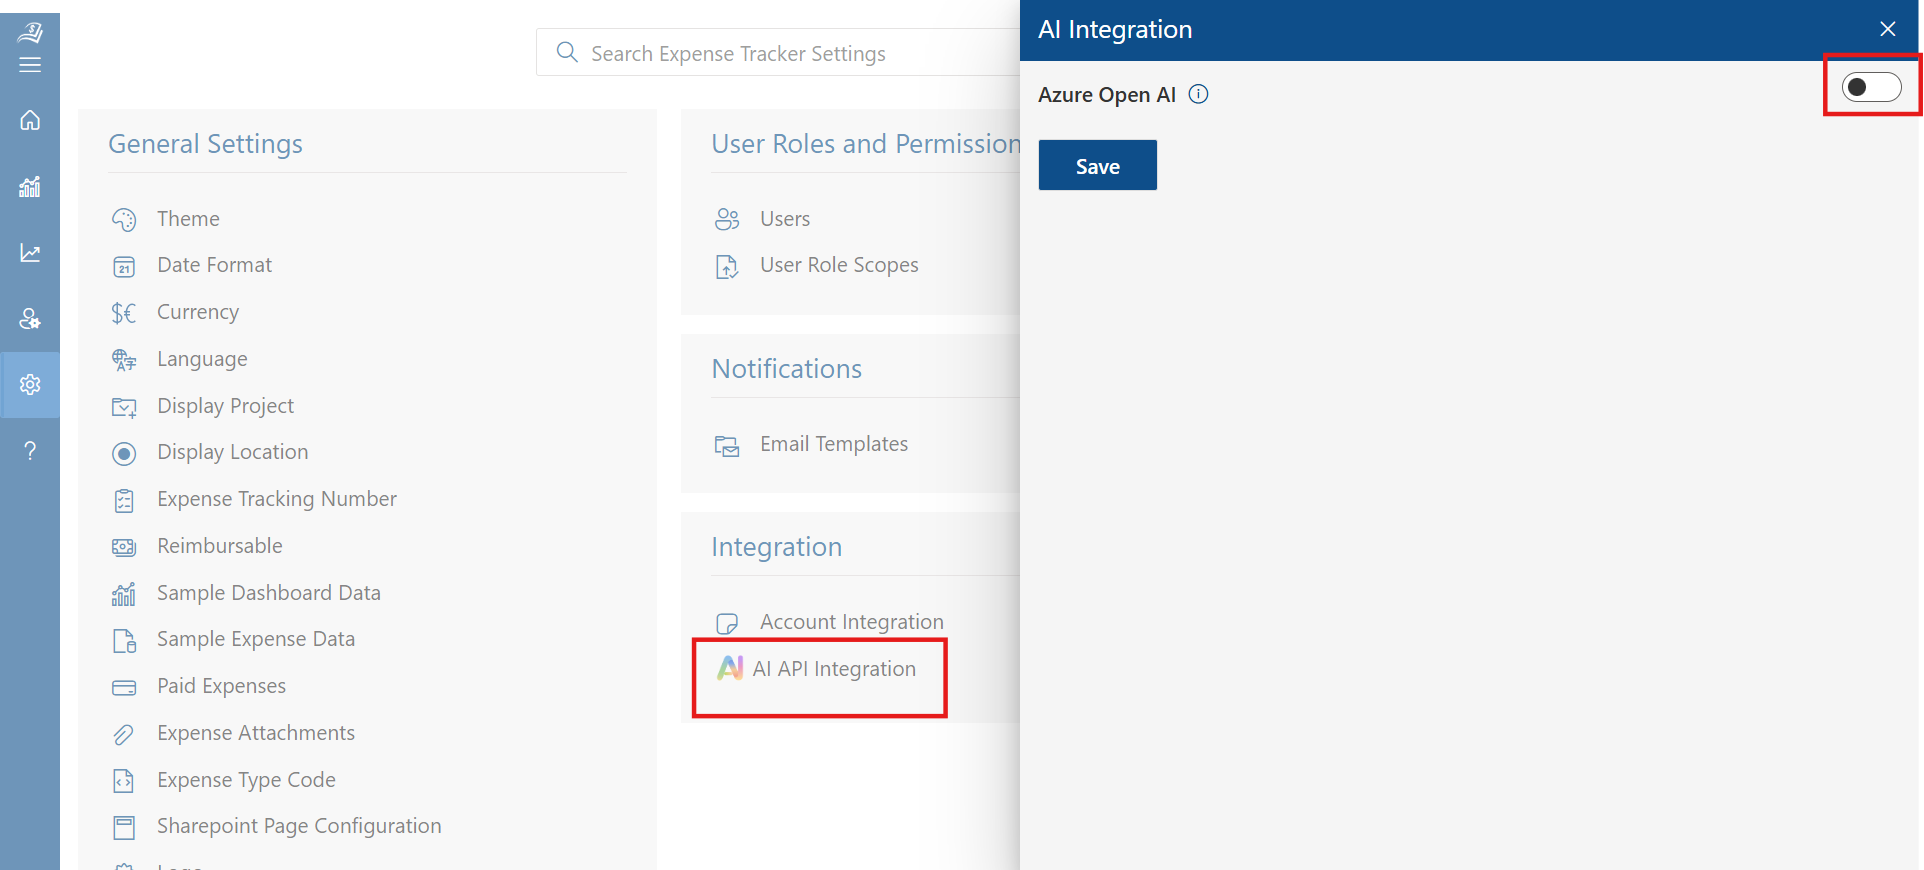 Search Expense Tracker Settings
General Settings
Theme
21
Date Format
$€
Currency
Language
Display Project
Display Location
Expense Tracking Number
Reimbursable
Sample Dashboard Data
Sample Expense Data
Paid Expenses
Expense Attachments
Expense Type Code
Sharepoint Page Configuration
User Roles and Permission
Users
User Role Scopes
Notifications
Email Templates
Integration
Account Integration
AI AI API Integration
AI Integration
Azure Open AI
Save